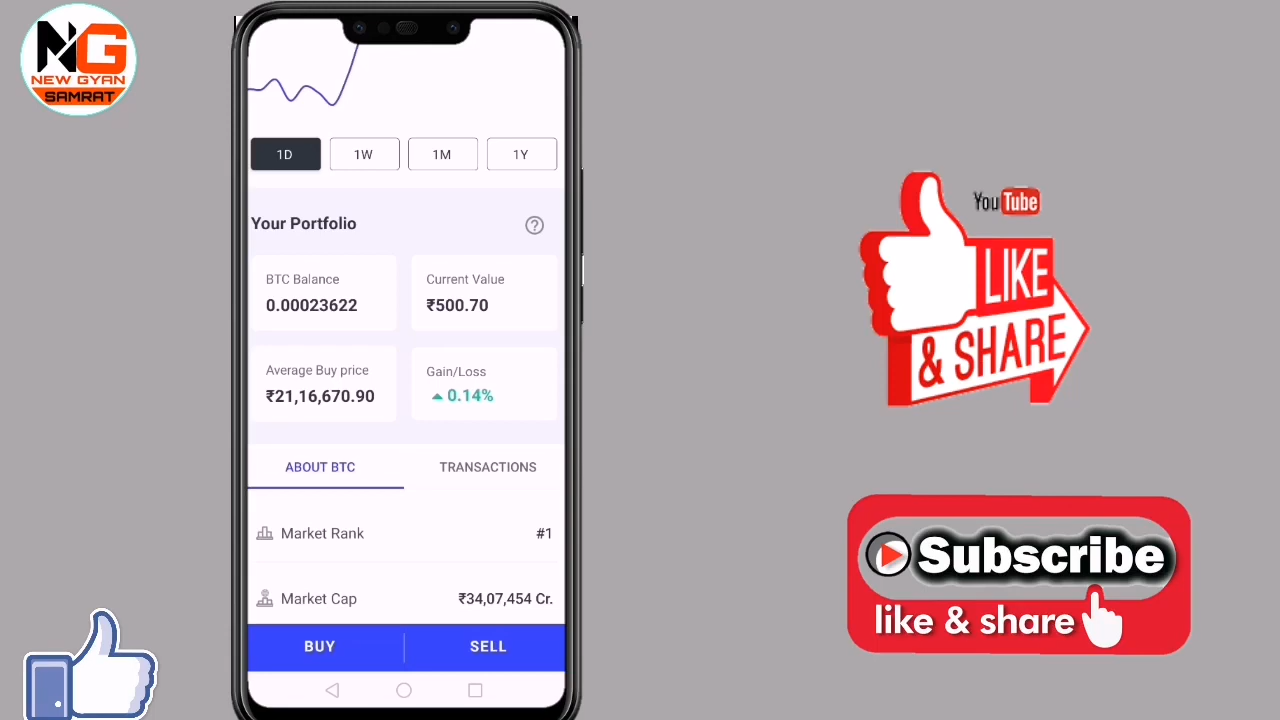 NG
NEW GYAN
SAMRAT
1D 1W 1M 1Y
Your Portfolio
BTC Balance
0.00023622
Current Value
₹500.70
Average Buy price
₹21,16,670.90
Gain/Loss
0.14%
ABOUT BTC TRANSACTIONS
Market Rank #1
Market Cap ₹34,07,454 Cr.
BUY SELL
YouTube
LIKE
& SHARE
Subscribe
like & share